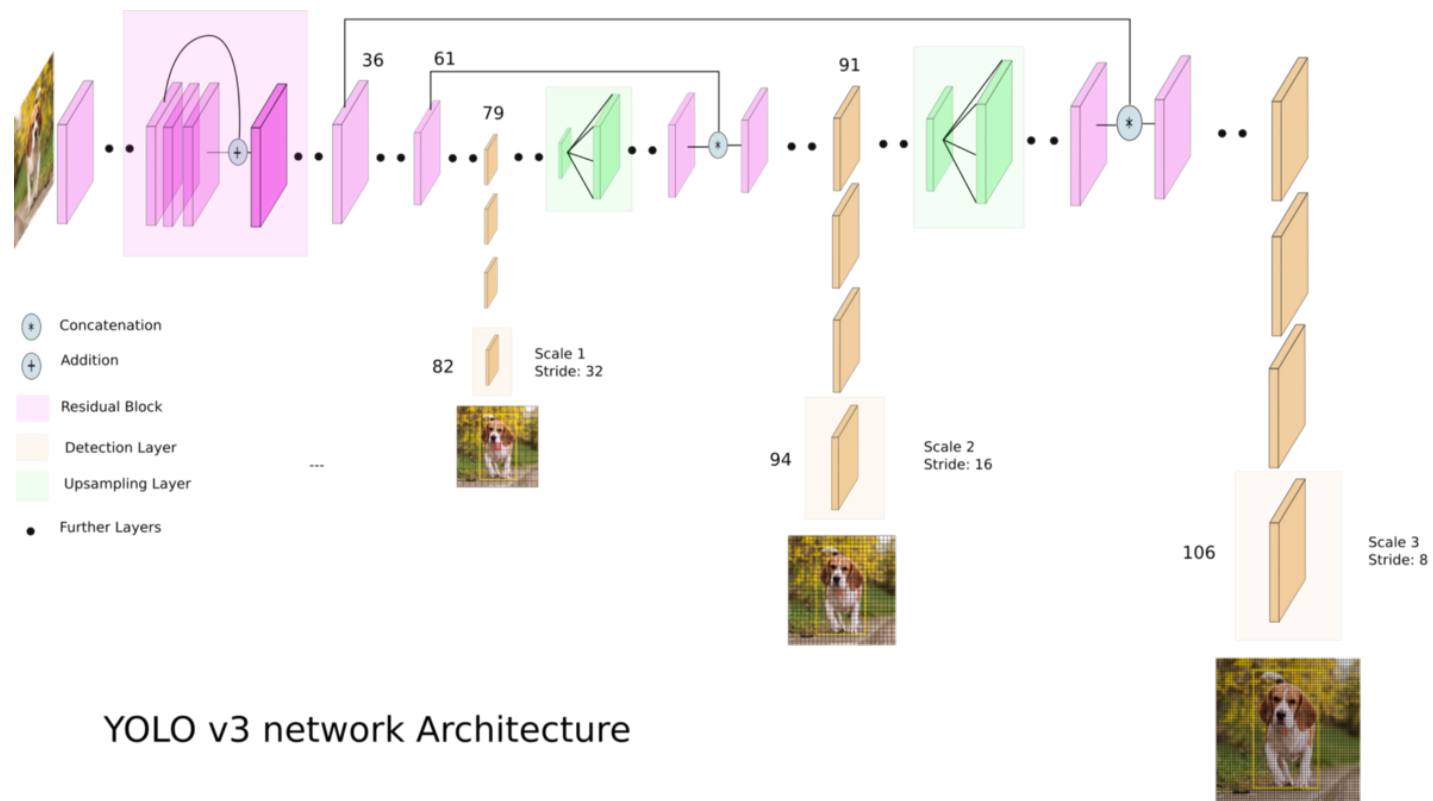 36
61
91
79
* Concatenation
+ Addition
Residual Block
Detection Layer
Upsampling Layer
Further Layers
---
82
Scale 1
Stride: 32
94
Scale 2
Stride: 16
106
Scale 3
Stride: 8
YOLO v3 network Architecture